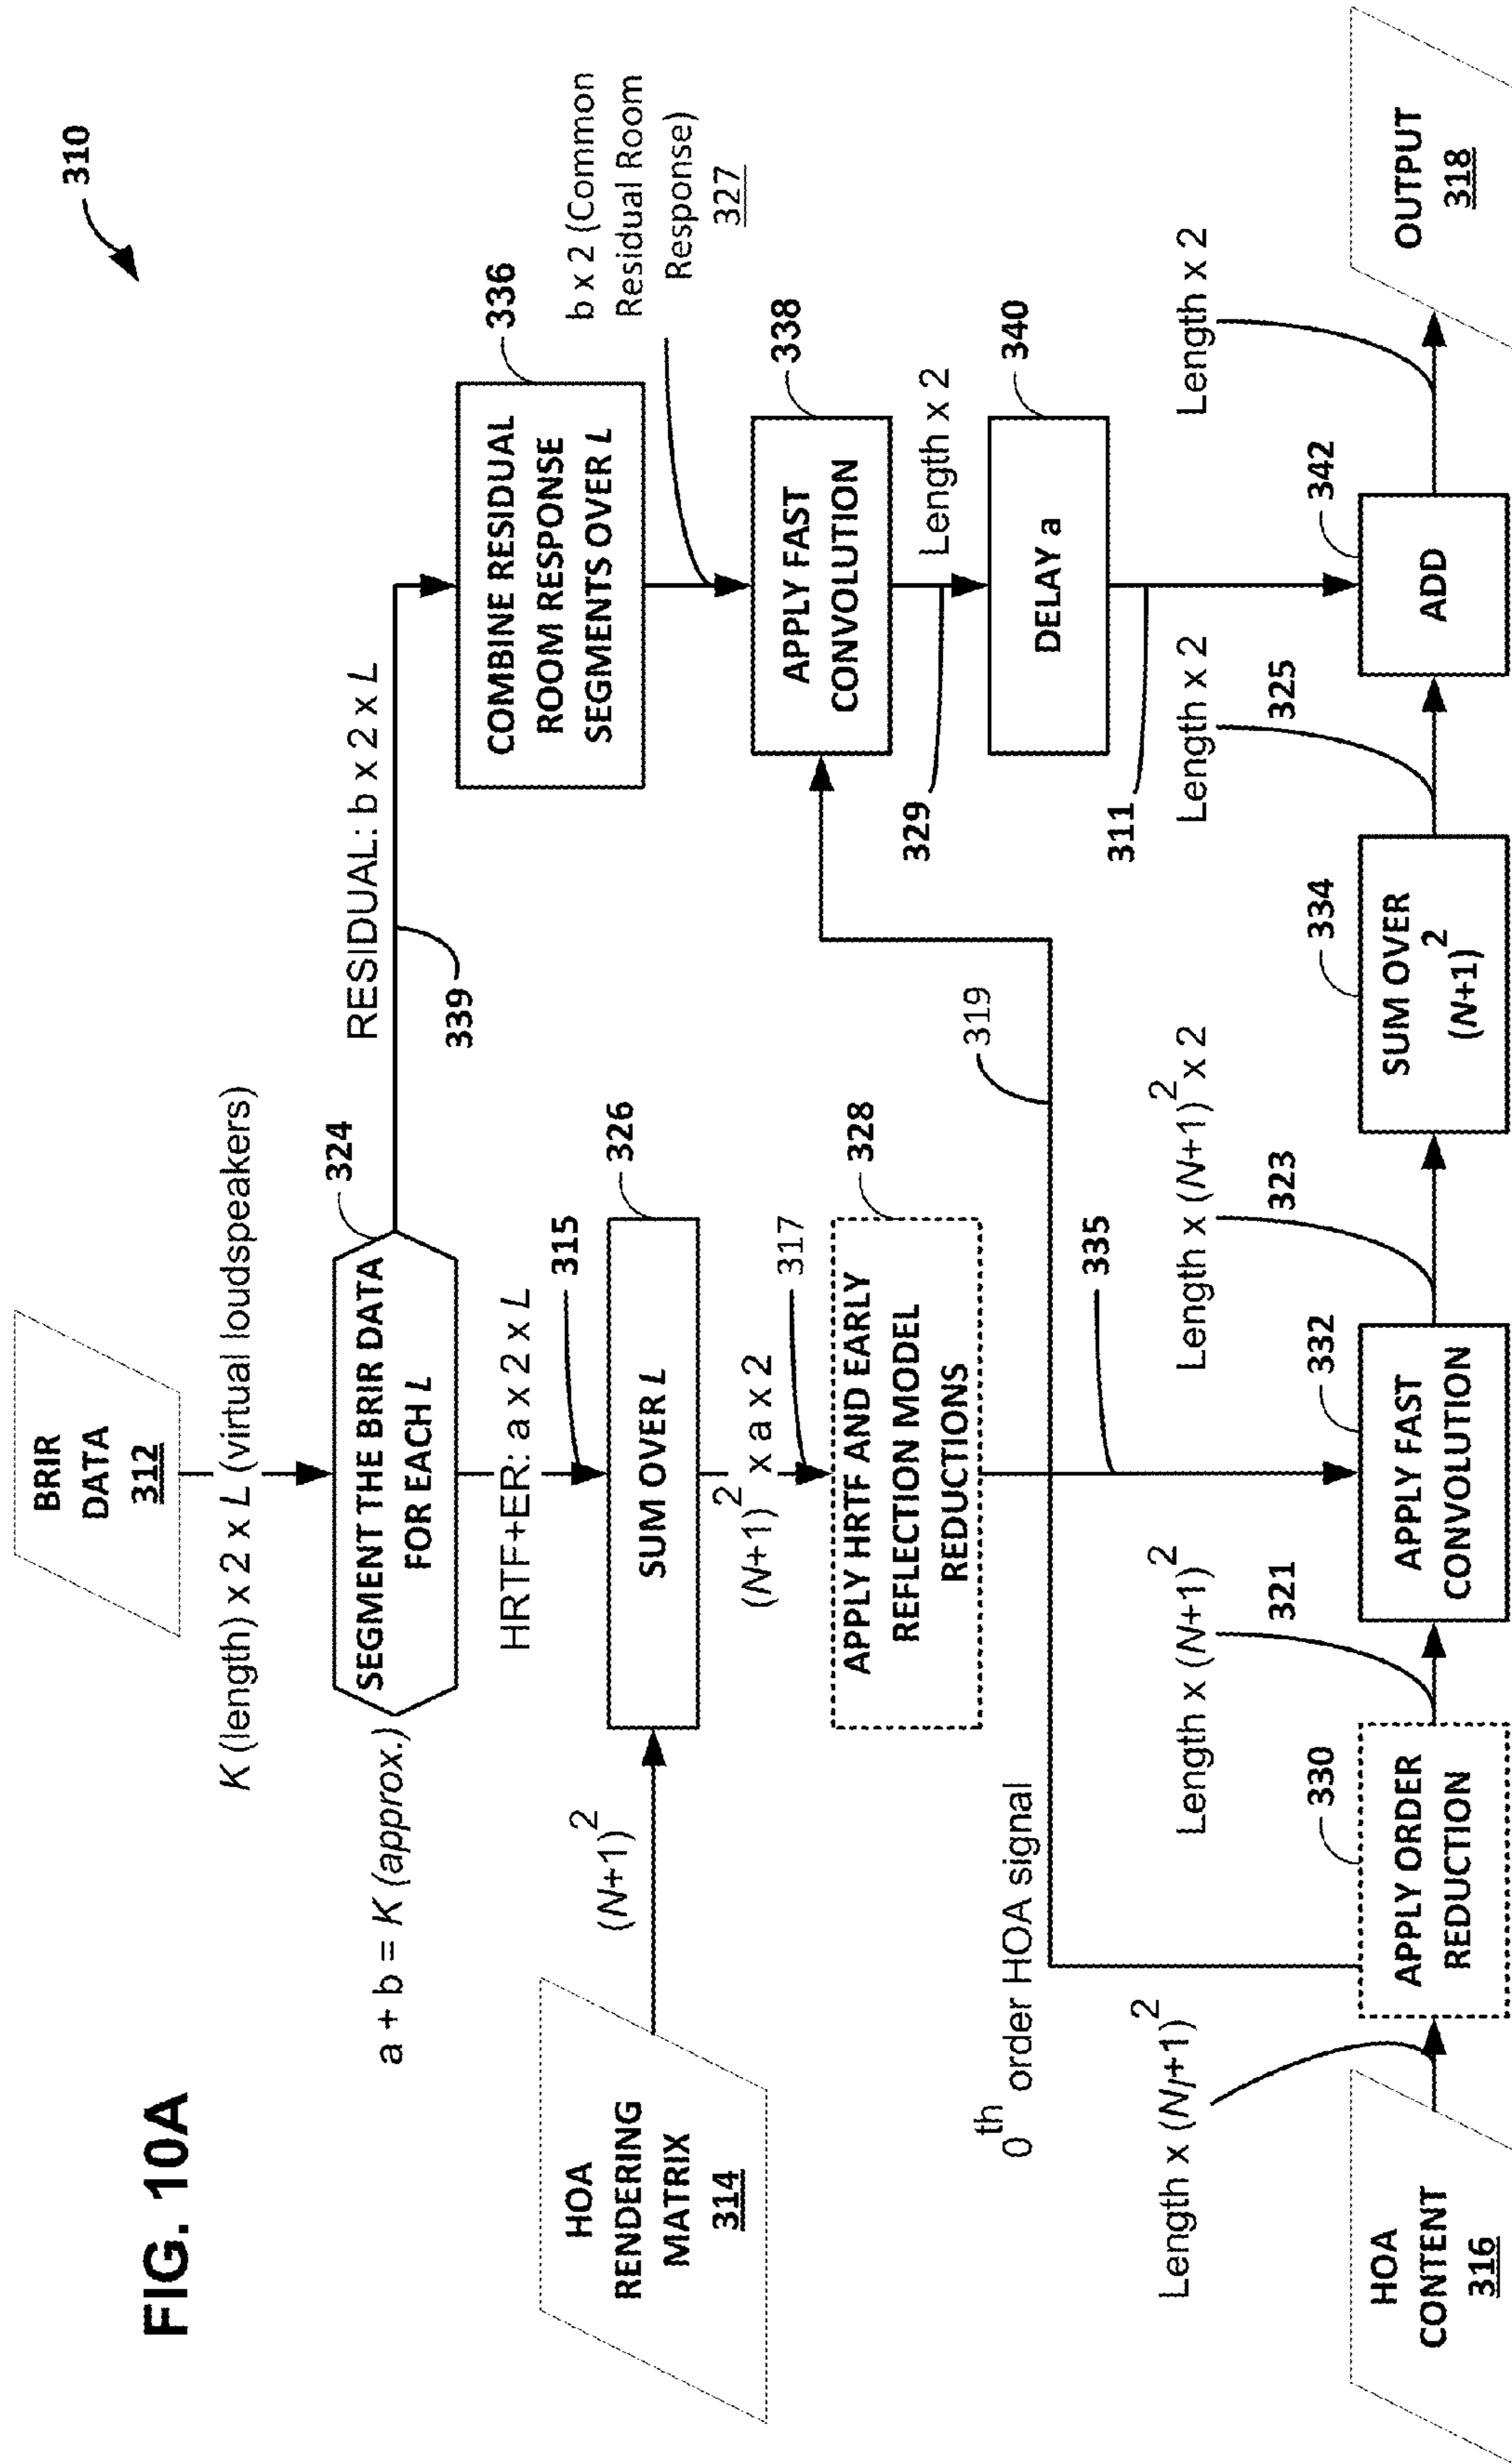 FIG. 10A
310
BRIR
DATA
312
K (length) x 2 x L (virtual loudspeakers)
324
SEGMENT THE BRIR DATA
FOR EACH L
a + b = K (approx.)
RESIDUAL: b x 2 x L
339
HRTF+ER: a x 2 x L
315
336
COMBINE RESIDUAL
ROOM RESPONSE
SEGMENTS OVER L
b x 2 (Common
Residual Room
Response)
327
HOA
RENDERING
MATRIX
314
(N+1)²
326
SUM OVER L
(N+1)² x a x 2
317
328
APPLY HRTF AND EARLY
REFLECTION MODEL
REDUCTIONS
338
APPLY FAST
CONVOLUTION
329
Length x 2
340
DELAY a
311
0th order HOA signal
319
335
HOA
CONTENT
316
Length x (NI+1)²
330
APPLY ORDER
REDUCTION
Length x (N+1)²
321
332
APPLY FAST
CONVOLUTION
Length x (N+1)² x 2
323
334
SUM OVER
(N+1)²
Length x 2
325
342
ADD
Length x 2
OUTPUT
318